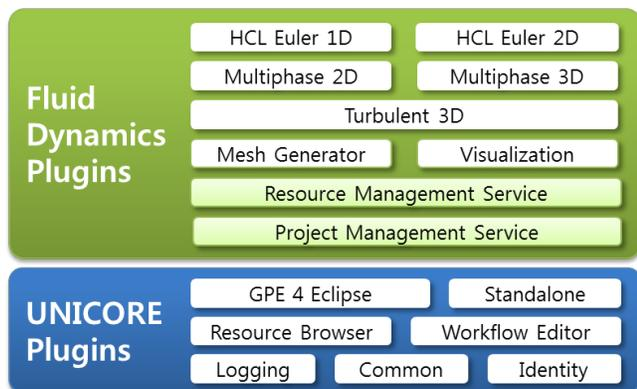 Fluid
Dynamics
Plugins
HCL Euler 1D
HCL Euler 2D
Multiphase 2D
Multiphase 3D
Turbulent 3D
Mesh Generator
Visualization
Resource Management Service
Project Management Service
UNICORE
Plugins
GPE 4 Eclipse
Standalone
Resource Browser
Workflow Editor
Logging
Common
Identity